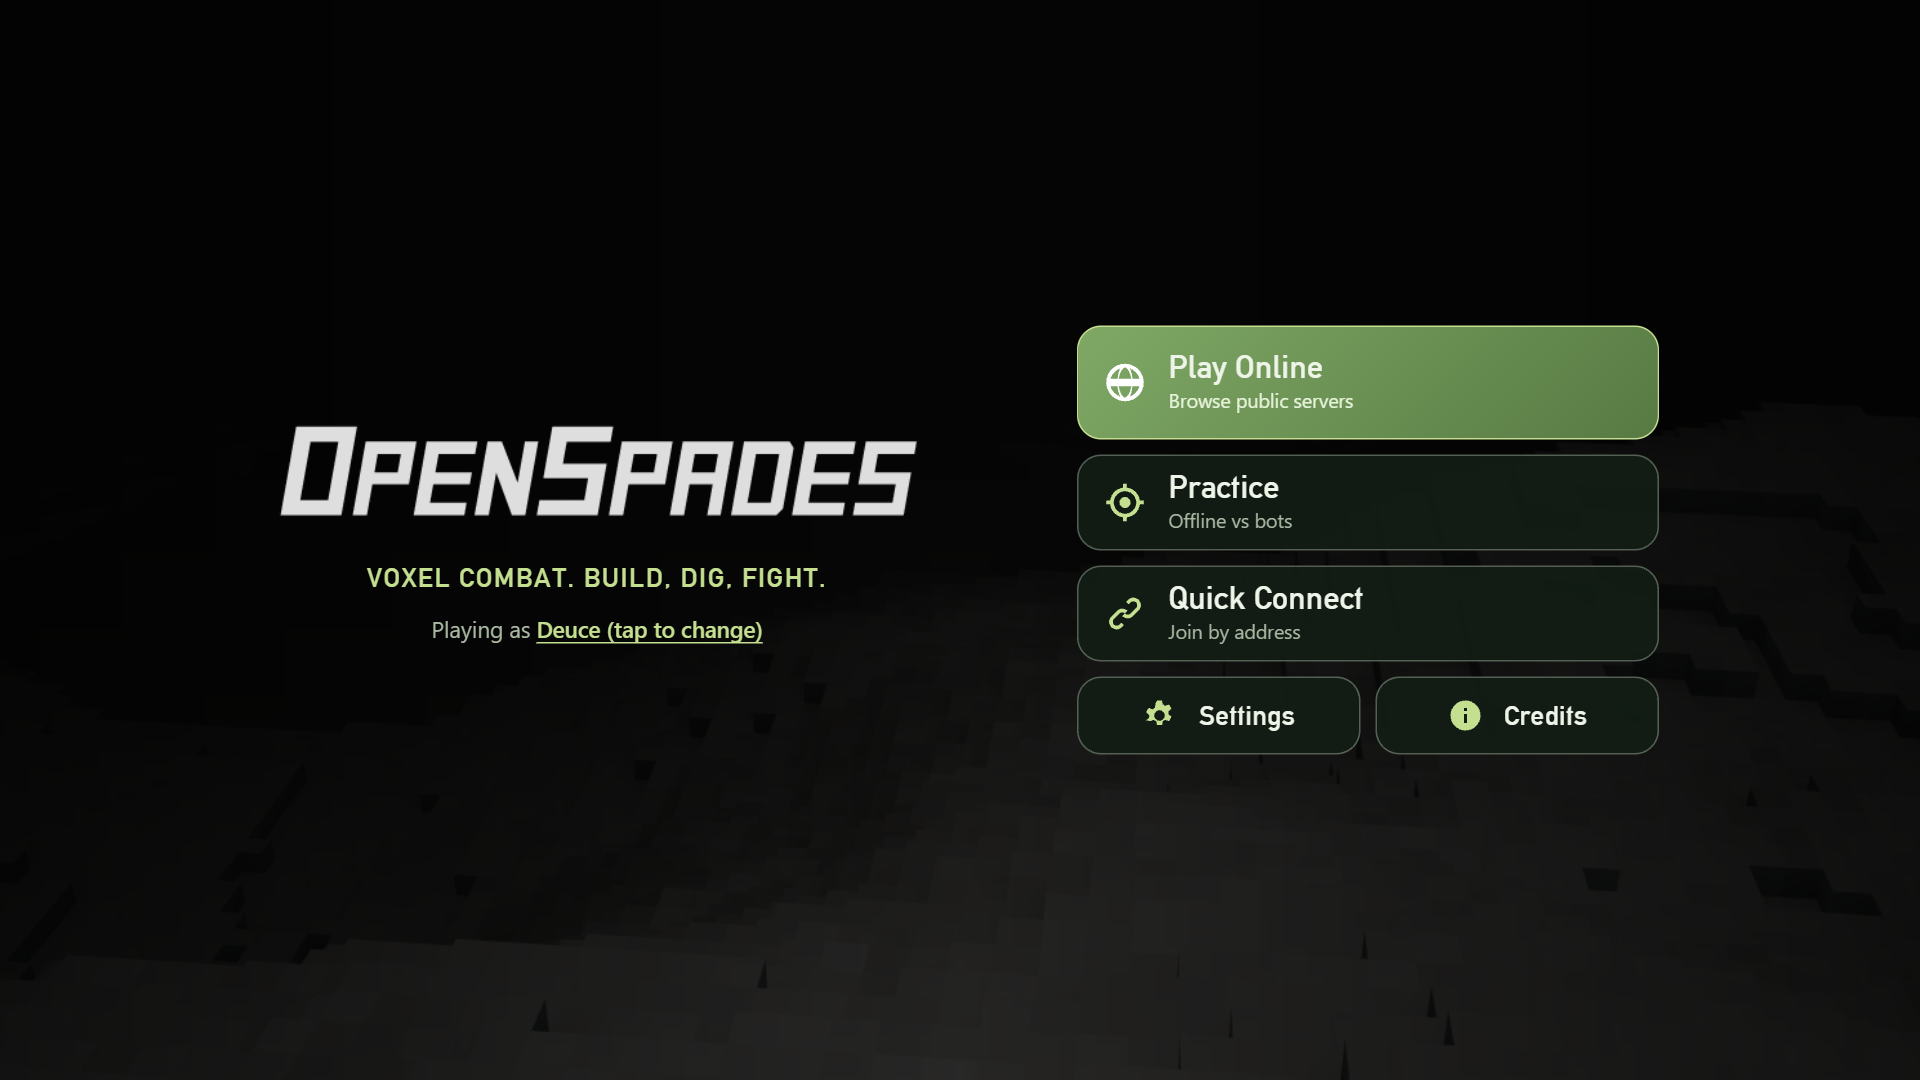 OPENSPADES
VOXEL COMBAT. BUILD, DIG, FIGHT.
Playing as Deuce (tap to change)
Play Online
Browse public servers
Practice
Offline vs bots
Quick Connect
Join by address
Settings
Credits